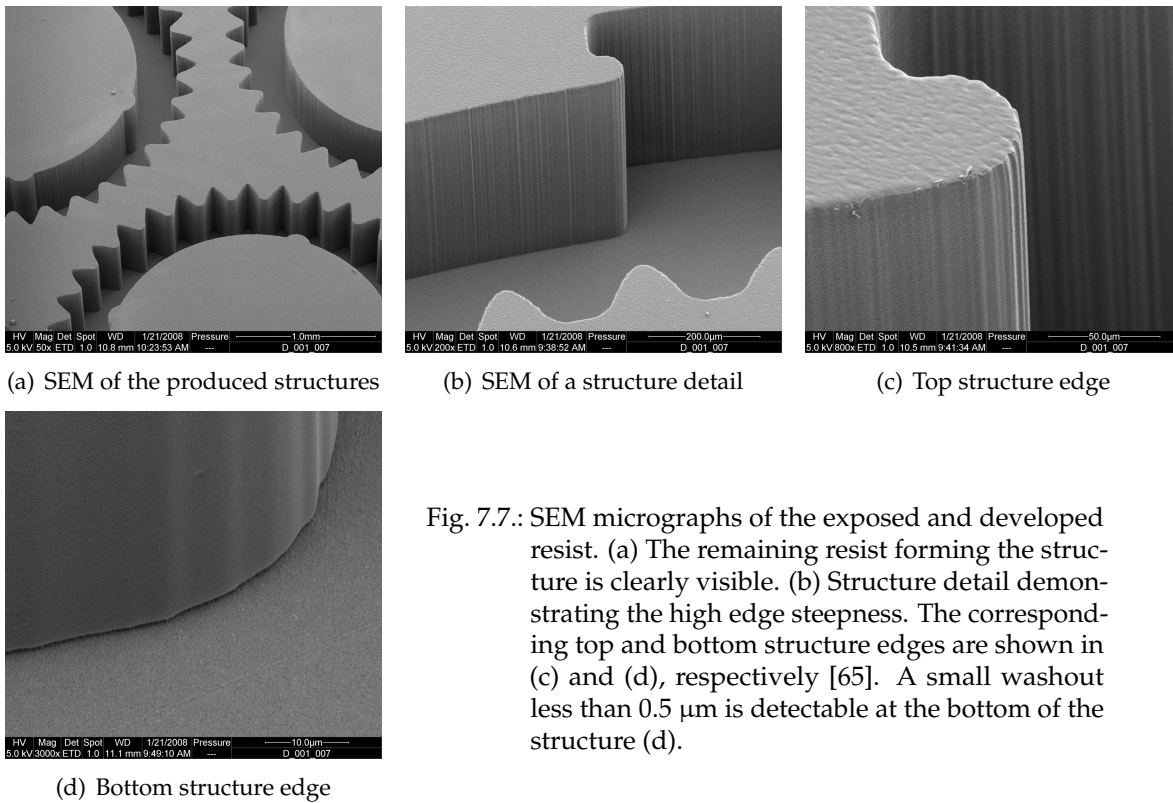 HV Mag Det Spot WD 1/21/2008 Pressure 1.0mm
5.0 kV 50x ETD 1.0 10.8 mm 10:23:53 AM --- D_001_007
(a) SEM of the produced structures
HV Mag Det Spot WD 1/21/2008 Pressure 200.0μm
5.0 kV 200x ETD 1.0 10.6 mm 9:38:52 AM --- D_001_007
(b) SEM of a structure detail
HV Mag Det Spot WD 1/21/2008 Pressure 50.0μm
5.0 kV 800x ETD 1.0 10.5 mm 9:41:34 AM --- D_001_007
(c) Top structure edge
HV Mag Det Spot WD 1/21/2008 Pressure 10.0μm
5.0 kV 3000x ETD 1.0 11.1 mm 9:49:10 AM --- D_001_007
(d) Bottom structure edge
Fig. 7.7.: SEM micrographs of the exposed and developed
resist. (a) The remaining resist forming the struc-
ture is clearly visible. (b) Structure detail demon-
strating the high edge steepness. The correspond-
ing top and bottom structure edges are shown in
(c) and (d), respectively [65]. A small washout
less than 0.5 μm is detectable at the bottom of the
structure (d).